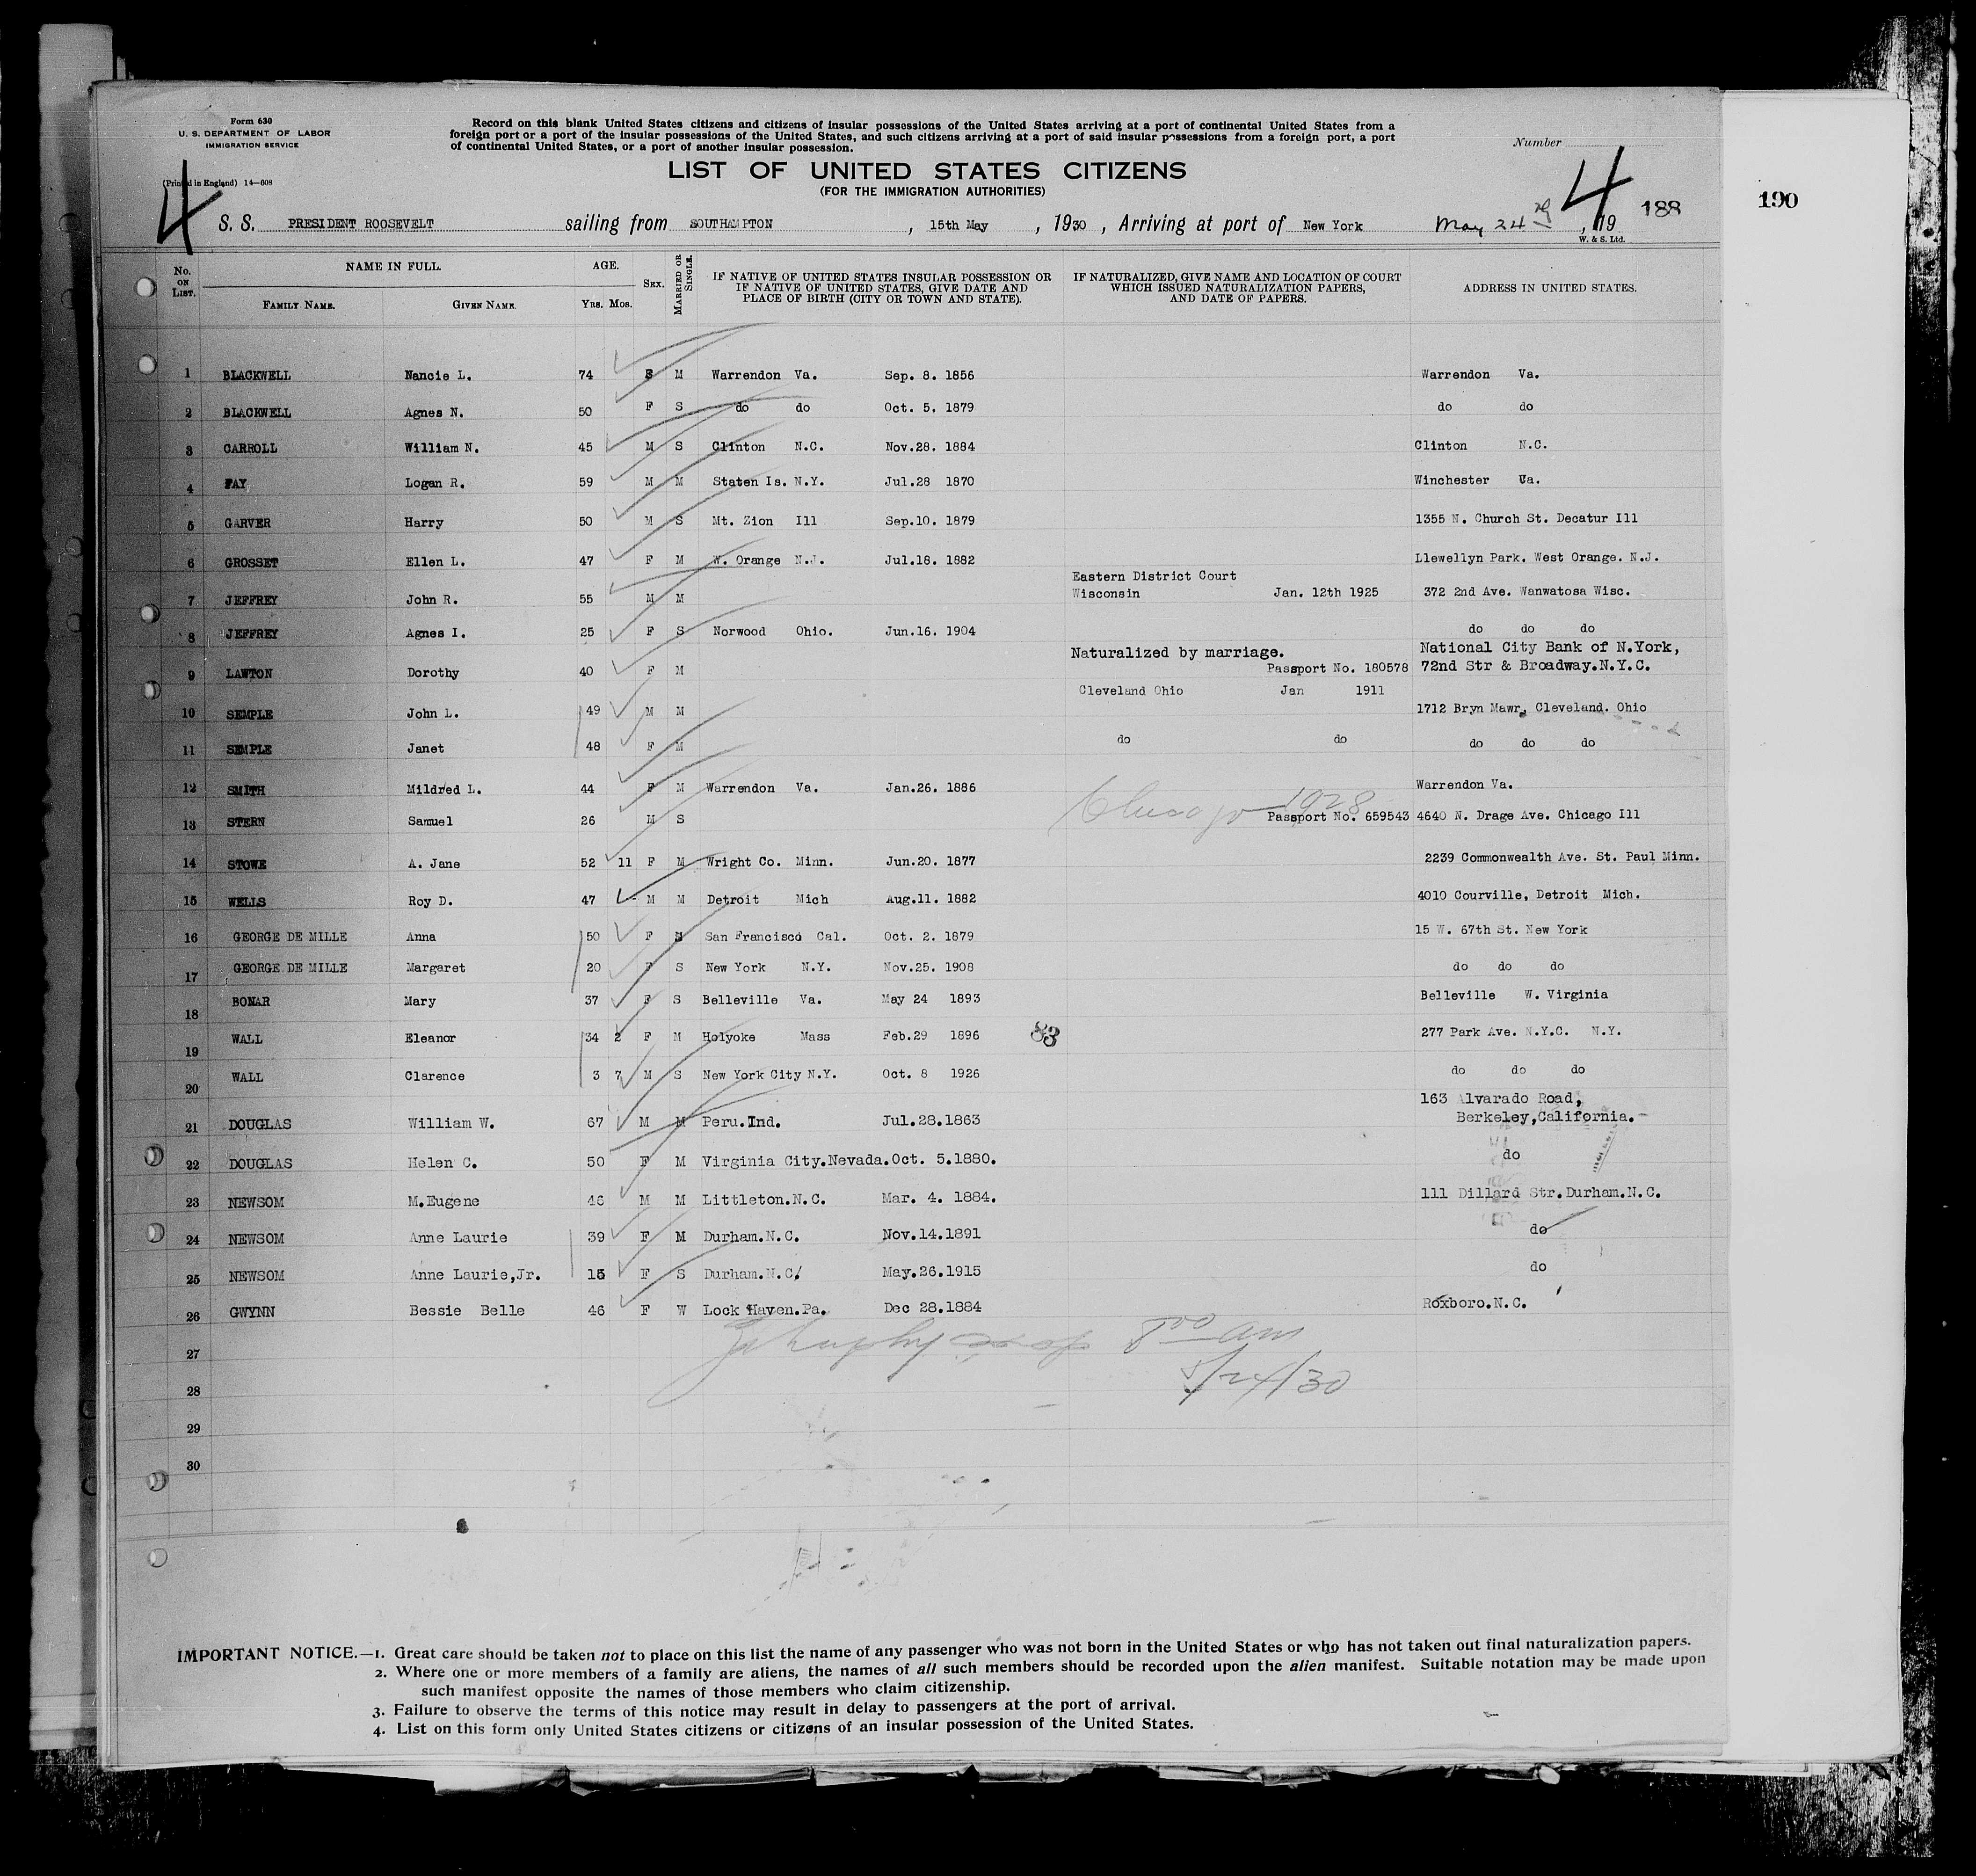 Form 630
U. S. DEPARTMENT OF LABOR
IMMIGRATION SERVICE
(Printed in England) 14—608
Record on this blank United States citizens and citizens of insular possessions of the United States arriving at a port of continental United States from a
foreign port or a port of the insular possessions of the United States, and such citizens arriving at a port of said insular possessions from a foreign port, a port
of continental United States, or a port of another insular possession.
Number
LIST OF UNITED STATES CITIZENS
(FOR THE IMMIGRATION AUTHORITIES)
4 4 188 190
S. S. PRESIDENT ROOSEVELT sailing from SOUTHAMPTON, 15th May, 1930, Arriving at port of New York May 24th, 19
W. & S. Ltd.
No. ON LIST. NAME IN FULL. FAMILY NAME. GIVEN NAME. AGE. Yrs. Mos. SEX. MARRIED OR SINGLE.
IF NATIVE OF UNITED STATES INSULAR POSSESSION OR
IF NATIVE OF UNITED STATES, GIVE DATE AND
PLACE OF BIRTH (CITY OR TOWN AND STATE).
IF NATURALIZED, GIVE NAME AND LOCATION OF COURT
WHICH ISSUED NATURALIZATION PAPERS,
AND DATE OF PAPERS.
ADDRESS IN UNITED STATES.
1 BLACKWELL Nancie L. 74 F M Warrendon Va. Sep. 8. 1856 Warrendon Va.
2 BLACKWELL Agnes N. 50 F S do do Oct. 5. 1879 do do
3 CARROLL William N. 45 M S Clinton N.C. Nov.28. 1884 Clinton N.C.
4 FAY Logan R. 59 M M Staten Is. N.Y. Jul.28 1870 Winchester Va.
5 GARVER Harry 50 M S Mt. Zion Ill Sep.10. 1879 1355 N. Church St. Decatur Ill
6 GROSSET Ellen L. 47 F M W. Orange N.J. Jul.18. 1882 Llewellyn Park. West Orange. N.J.
Eastern District Court
7 JEFFREY John R. 55 M M Wisconsin Jan. 12th 1925 372 2nd Ave. Wanwatosa Wisc.
8 JEFFREY Agnes I. 25 F S Norwood Ohio. Jun.16. 1904 do do do
Naturalized by marriage. National City Bank of N.York,
9 LAWTON Dorothy 40 F M Passport No. 180578 72nd Str & Broadway.N.Y.C.
Cleveland Ohio Jan 1911
10 SEMPLE John L. 49 M M 1712 Bryn Mawr, Cleveland. Ohio
11 SEMPLE Janet 48 F M do do do do do
12 SMITH Mildred L. 44 F M Warrendon Va. Jan.26. 1886 Warrendon Va.
Chicago 1928
13 STERN Samuel 26 M S Passport No. 659543 4640 N. Drage Ave. Chicago Ill
14 STOWE A. Jane 52 11 F M Wright Co. Minn. Jun.20. 1877 2239 Commonwealth Ave. St. Paul Minn.
15 WELLS Roy D. 47 M M Detroit Mich Aug.11. 1882 4010 Courville, Detroit Mich.
16 GEORGE DE MILLE Anna 50 F San Francisco Cal. Oct. 2. 1879 15 W. 67th St. New York
17 GEORGE DE MILLE Margaret 20 F S New York N.Y. Nov.25. 1908 do do do
18 BONAR Mary 37 F S Belleville Va. May 24 1893 Belleville W. Virginia
19 WALL Eleanor 34 2 F M Holyoke Mass Feb.29 1896 83 277 Park Ave. N.Y.C. N.Y.
20 WALL Clarence 3 7 M S New York City N.Y. Oct. 8 1926 do do do
163 Alvarado Road,
21 DOUGLAS William W. 67 M M Peru.Ind. Jul.28.1863 Berkeley,California.
22 DOUGLAS Helen C. 50 F M Virginia City.Nevada.Oct. 5.1880. do
23 NEWSOM M.Eugene 46 M M Littleton.N.C. Mar. 4. 1884. 111 Dillard Str.Durham.N.C.
24 NEWSOM Anne Laurie 39 F M Durham.N.C. Nov.14.1891 do
25 NEWSOM Anne Laurie,Jr. 15 F S Durham.N.C. May.26.1915 do
26 GWYNN Bessie Belle 46 F W Lock Haven.Pa. Dec 28.1884 Roxboro.N.C.
27 8 00 am
28 5/24/30
29
30
IMPORTANT NOTICE.—1. Great care should be taken not to place on this list the name of any passenger who was not born in the United States or who has not taken out final naturalization papers.
2. Where one or more members of a family are aliens, the names of all such members should be recorded upon the alien manifest. Suitable notation may be made upon
such manifest opposite the names of those members who claim citizenship.
3. Failure to observe the terms of this notice may result in delay to passengers at the port of arrival.
4. List on this form only United States citizens or citizens of an insular possession of the United States.